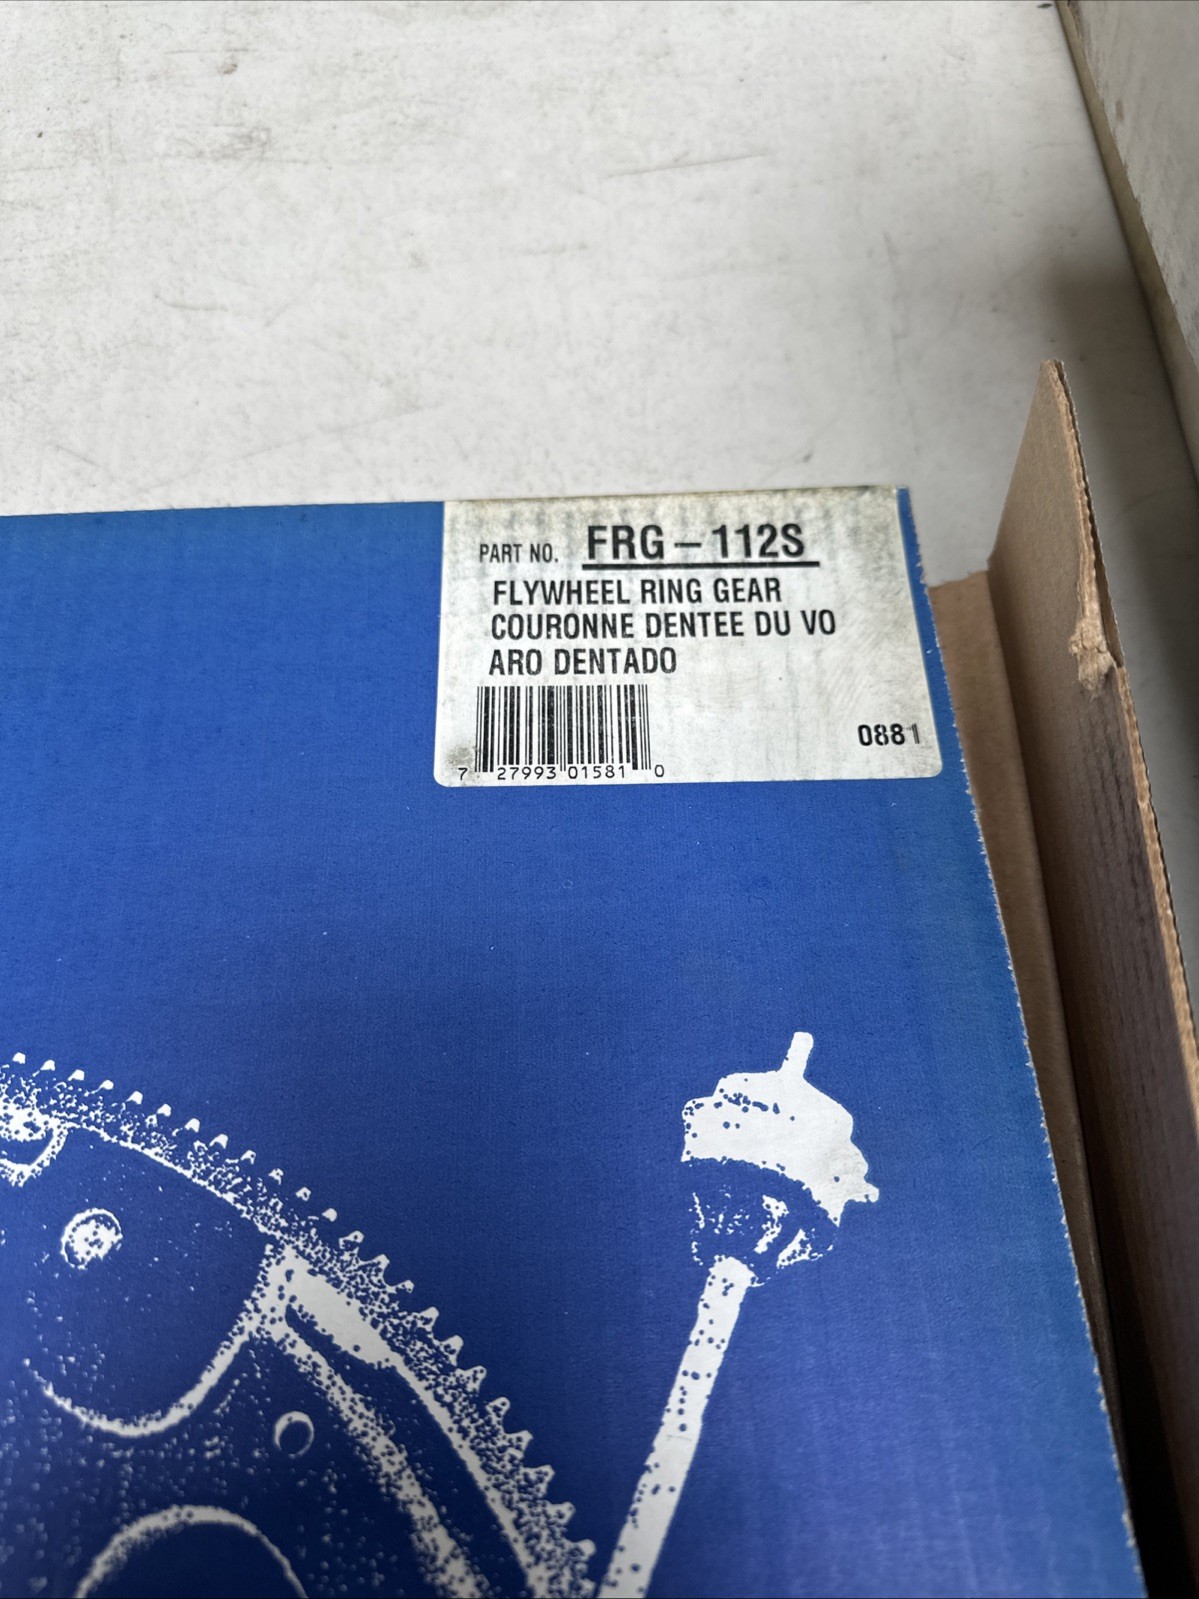 PART NO. FRG-112S
FLYWHEEL RING GEAR
COURONNE DENTEE DU VO
ARO DENTADO
0881
7 27993 01581 0